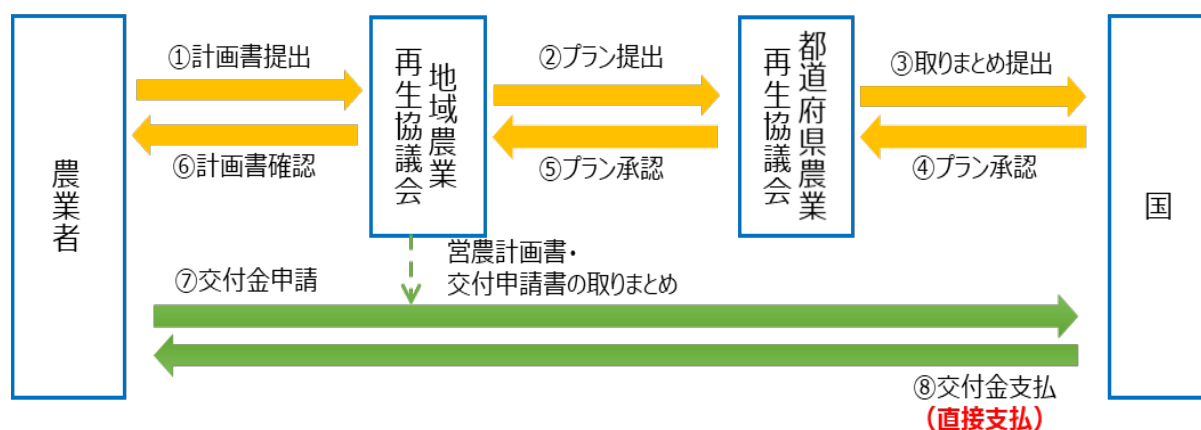 農業者
①計画書提出
⑥計画書確認
地域農業
再生協議会
②プラン提出
⑤プラン承認
都道府県農業
再生協議会
③取りまとめ提出
④プラン承認
国
営農計画書・
交付申請書の取りまとめ
⑦交付金申請
⑧交付金支払
(直接支払)